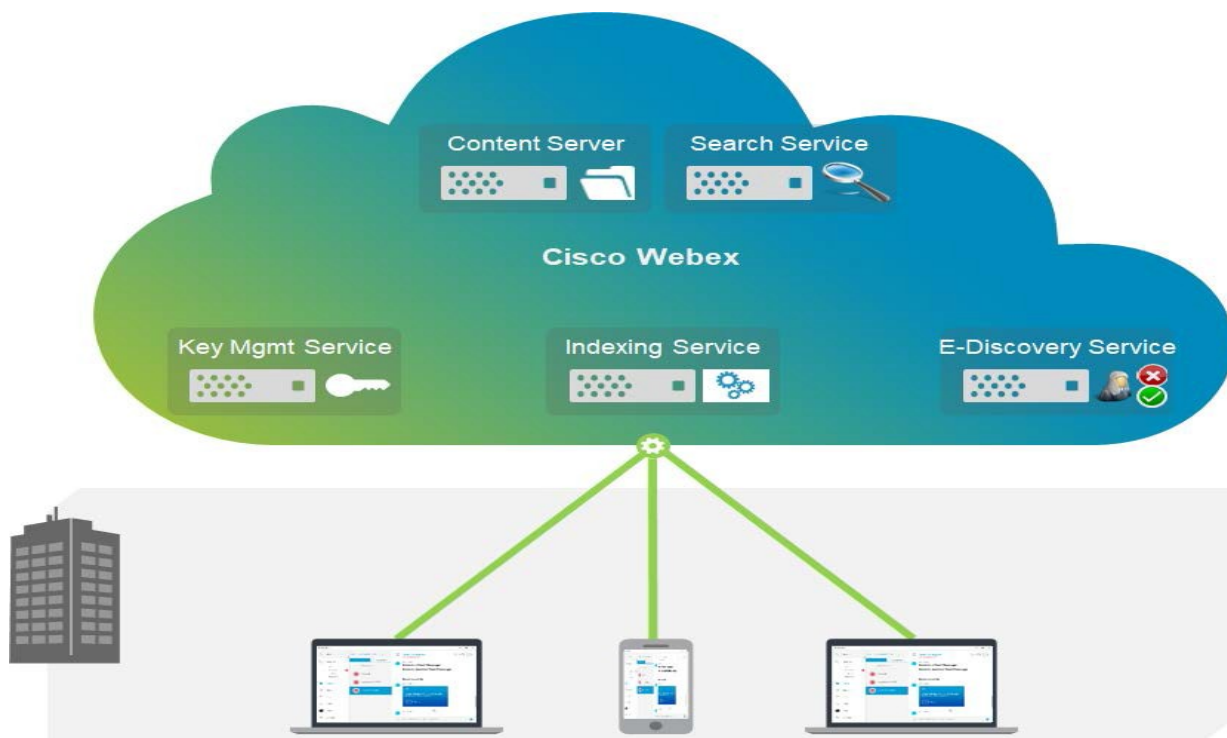 Content Server
Search Service
Cisco Webex
Key Mgmt Service
Indexing Service
E-Discovery Service